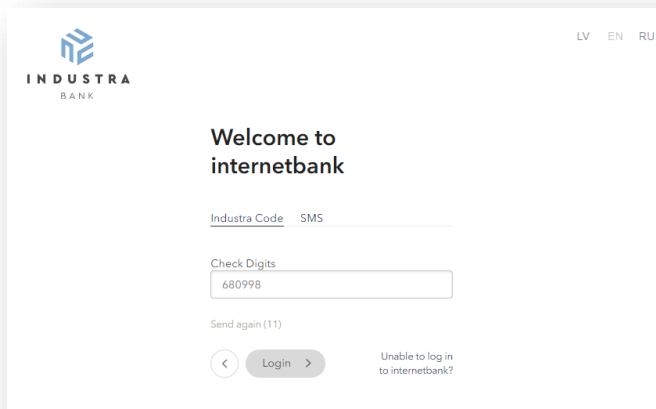 LV EN RU
INDUSTRA
BANK
Welcome to
internetbank
Industra Code SMS
Check Digits
680998
Send again (11)
Login
Unable to log in
to internetbank?